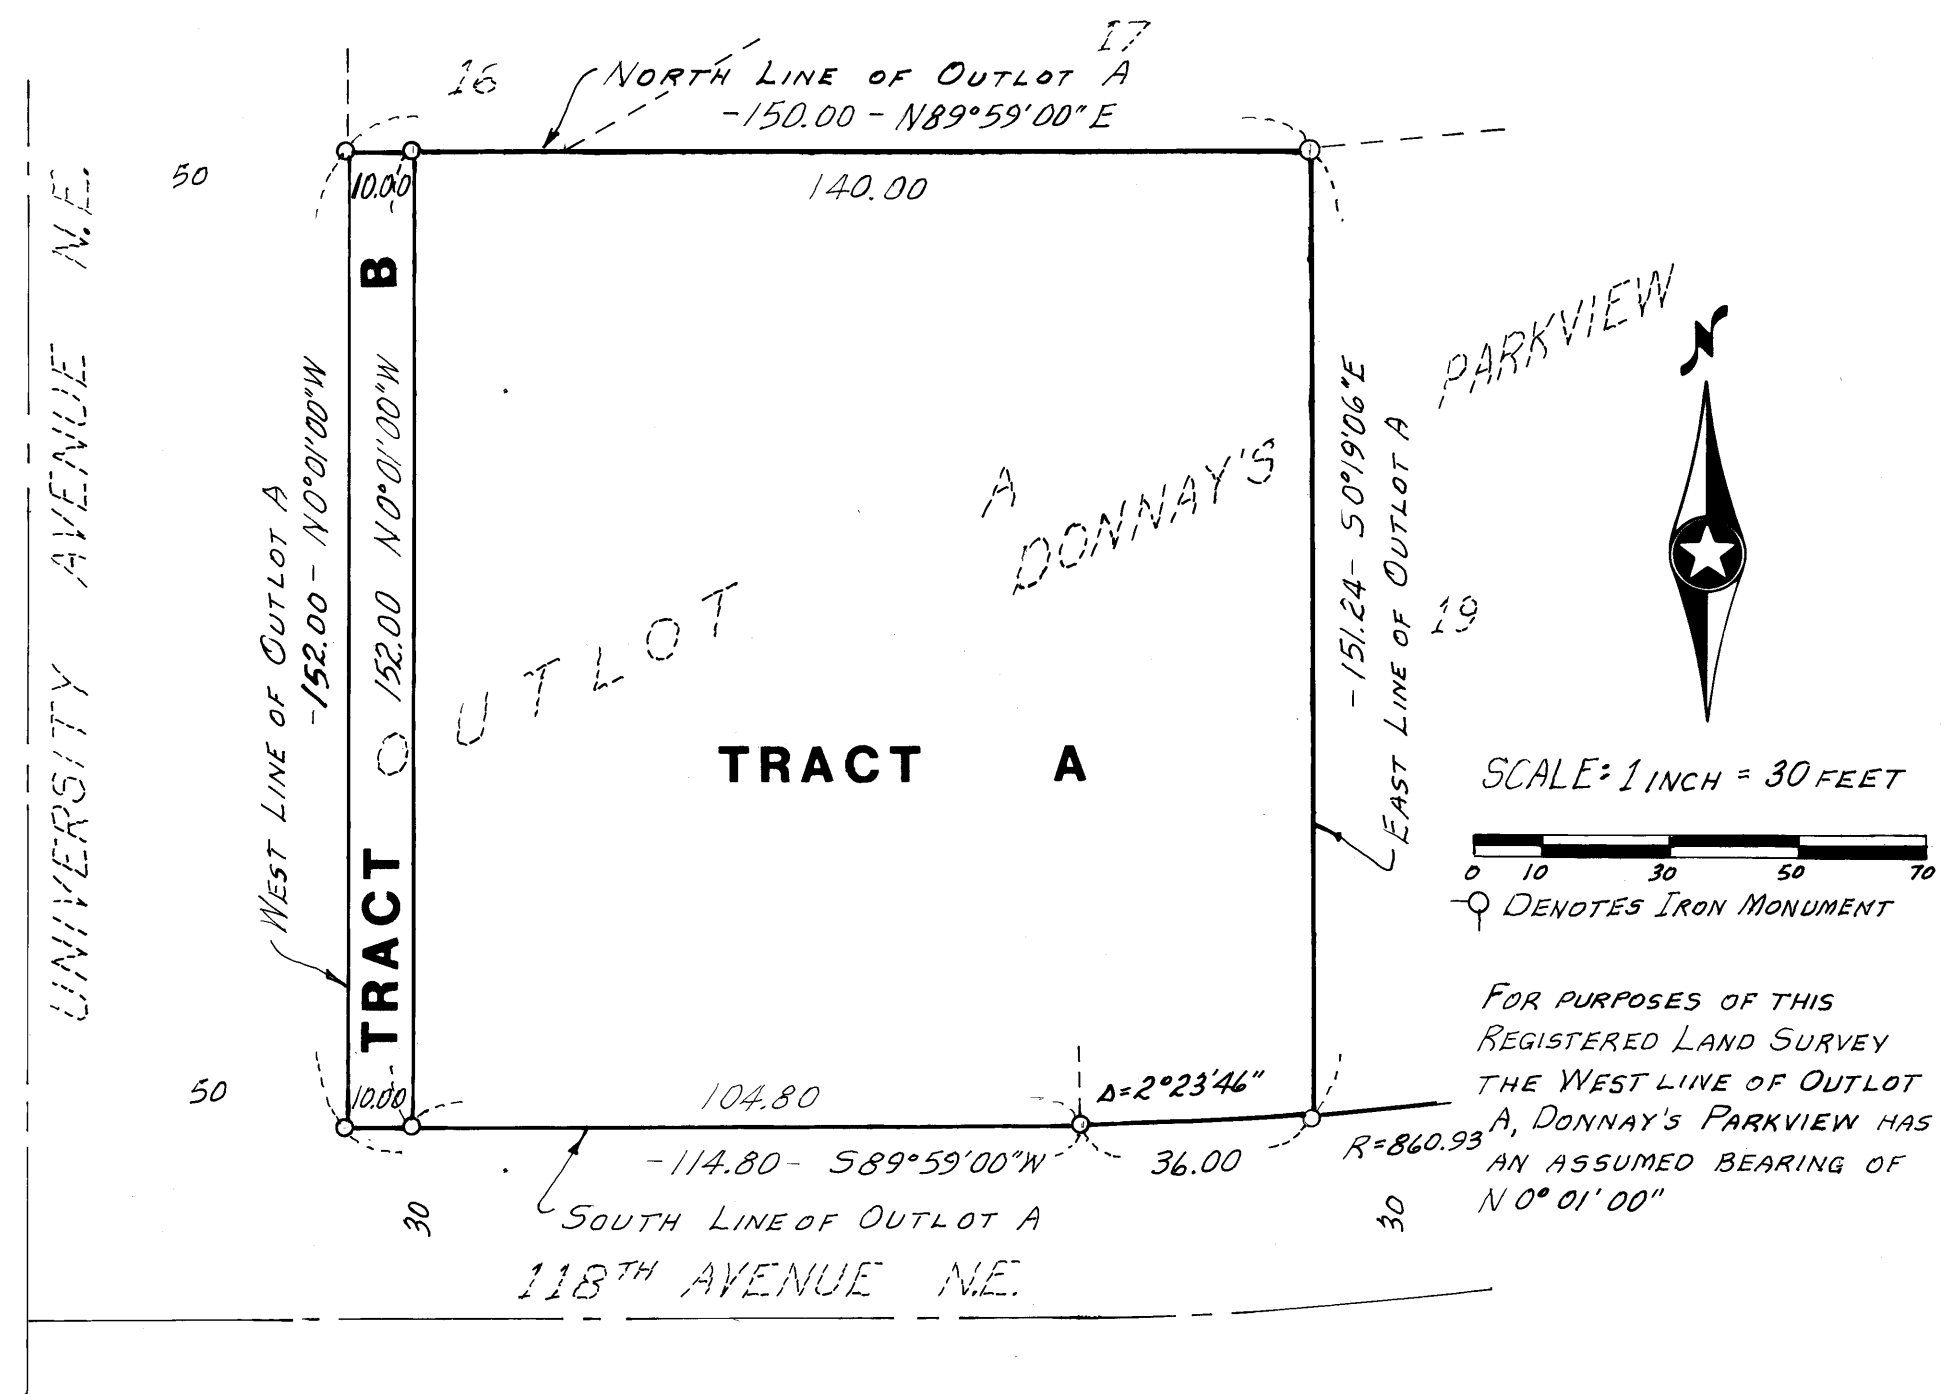 17
16
NORTH LINE OF OUTLOT A
-150.00 - N89°59'00"E
50
10.00
140.00
UNIVERSITY AVENUE N.E.
WEST LINE OF OUTLOT A
-152.00 - N0°01'00"W
TRACT B
152.00 N0°01'00"W
OUTLOT A
DONNAY'S PARKVIEW
TRACT A
-151.24- S0°19'06"E
EAST LINE OF OUTLOT A
19
N
SCALE: 1 INCH = 30 FEET
0 10 30 50 70
DENOTES IRON MONUMENT
FOR PURPOSES OF THIS
REGISTERED LAND SURVEY
THE WEST LINE OF OUTLOT
A, DONNAY'S PARKVIEW HAS
AN ASSUMED BEARING OF
N 0° 01' 00"
50
10.00
104.80
Δ=2°23'46"
-114.80- S89°59'00"W
36.00
R=860.93
30
SOUTH LINE OF OUTLOT A
30
118TH AVENUE N.E.